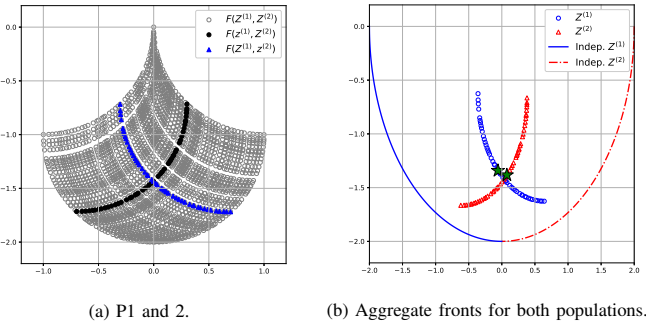 0.0
−0.5
−1.0
−1.5
−2.0
−1.0
−0.5
0.0
0.5
1.0
F(Z⁽¹⁾, Z⁽²⁾)
F(z⁽¹⁾, Z⁽²⁾)
F(Z⁽¹⁾, z⁽²⁾)
(a) P1 and 2.
0.0
−0.5
−1.0
−1.5
−2.0
−2.0
−1.5
−1.0
−0.5
0.0
0.5
1.0
1.5
2.0
Z⁽¹⁾
Z⁽²⁾
Indep. Z⁽¹⁾
Indep. Z⁽²⁾
(b) Aggregate fronts for both populations.